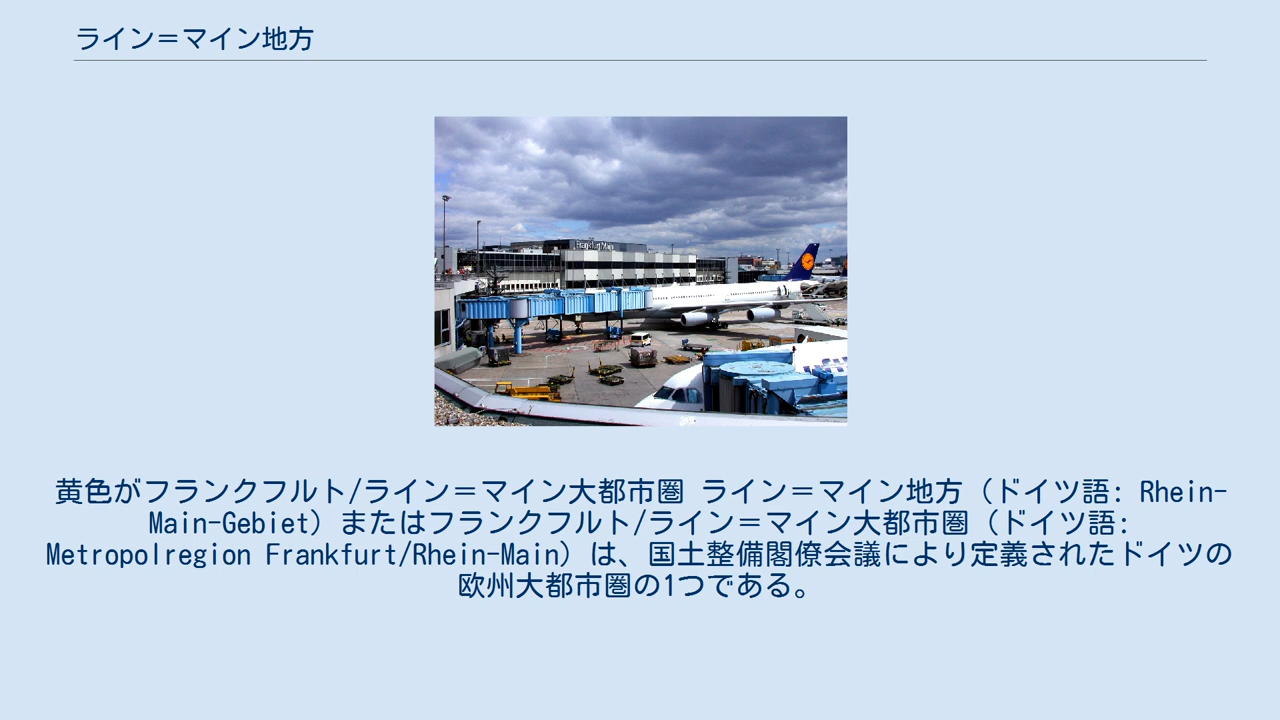 ライン＝マイン地方
Frankfurt Main
黄色がフランクフルト/ライン＝マイン大都市圏 ライン＝マイン地方（ドイツ語: Rhein-
Main-Gebiet）またはフランクフルト/ライン＝マイン大都市圏（ドイツ語:
Metropolregion Frankfurt/Rhein-Main）は、国土整備閣僚会議により定義されたドイツの
欧州大都市圏の1つである。